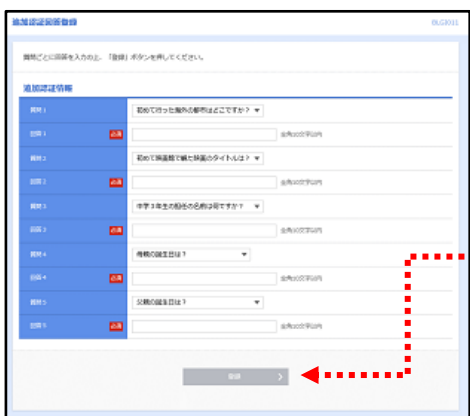 追加認証回答登録 BLGI011
質問ごとに回答を入力の上、「登録」ボタンを押してください。
追加認証情報
質問1 初めて行った海外の都市はどこですか？
回答1 必須 全角10文字以内
質問2 初めて映画館で観た映画のタイトルは？
回答2 必須 全角10文字以内
質問3 中学3年生の担任の名前は何ですか？
回答3 必須 全角10文字以内
質問4 母親の誕生日は？
回答4 必須 全角10文字以内
質問5 父親の誕生日は？
回答5 必須 全角10文字以内
登録